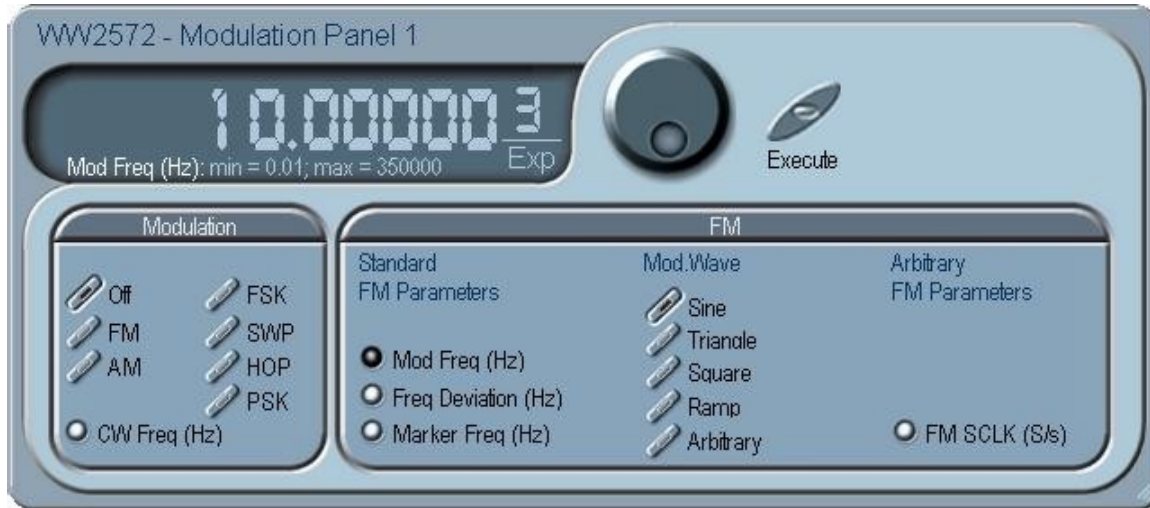 WW2572 - Modulation Panel 1
10.00000 3
Exp
Mod Freq (Hz): min = 0.01; max = 350000
Execute
Modulation
Off
FM
AM
FSK
SWP
HOP
PSK
CW Freq (Hz)
FM
Standard
FM Parameters
Mod Freq (Hz)
Freq Deviation (Hz)
Marker Freq (Hz)
Mod.Wave
Sine
Triangle
Square
Ramp
Arbitrary
Arbitrary
FM Parameters
FM SCLK (S/s)